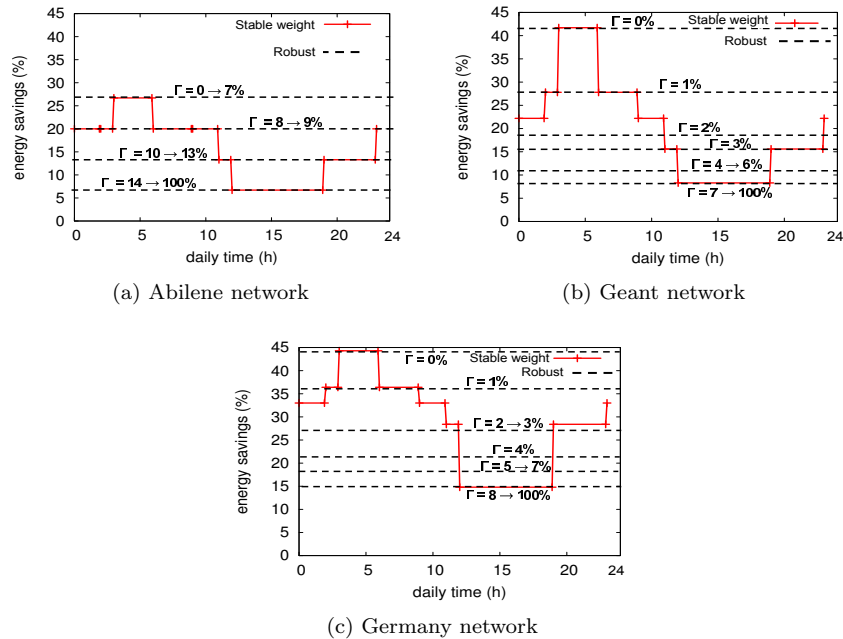 Stable weight
Robust
energy savings (%)
45
40
35
30
25
20
15
10
5
0
Γ = 0 → 7%
Γ = 8 → 9%
Γ = 10 → 13%
Γ = 14 → 100%
0 5 10 15 20 24
daily time (h)
(a) Abilene network
Stable weight
Robust
energy savings (%)
45
40
35
30
25
20
15
10
5
0
Γ = 0%
Γ = 1%
Γ = 2%
Γ = 3%
Γ = 4 → 6%
Γ = 7 → 100%
0 5 10 15 20 24
daily time (h)
(b) Geant network
Stable weight
Robust
energy savings (%)
45
40
35
30
25
20
15
10
5
0
Γ = 0%
Γ = 1%
Γ = 2 → 3%
Γ = 4%
Γ = 5 → 7%
Γ = 8 → 100%
0 5 10 15 20 24
daily time (h)
(c) Germany network